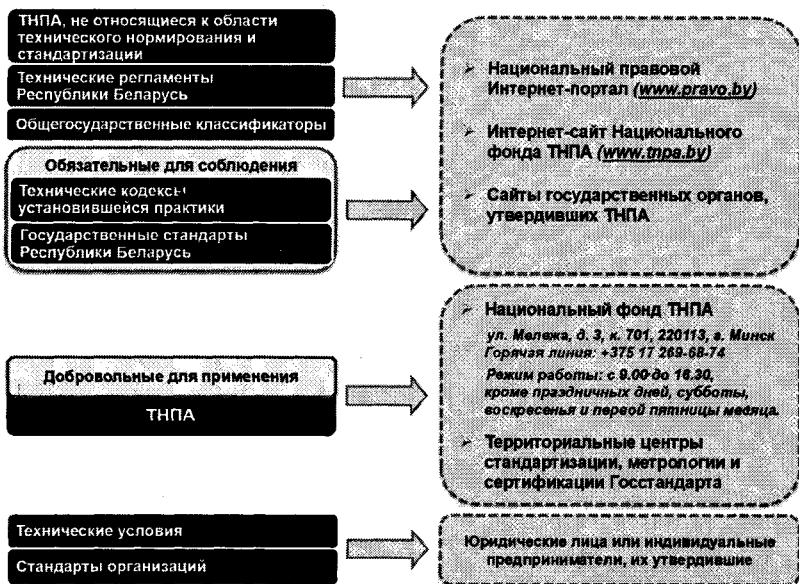 ТНПА, не относящиеся к области
технического нормирования и
стандартизации
Технические регламенты
Республики Беларусь
Общегосударственные классификаторы
Обязательные для соблюдения
Технические кодексы
установившейся практики
Государственные стандарты
Республики Беларусь
Национальный правовой
Интернет-портал (www.pravo.by)
Интернет-сайт Национального
фонда ТНПА (www.tnpa.by)
Сайты государственных органов,
утвердивших ТНПА
Добровольные для применения
ТНПА
Национальный фонд ТНПА
ул. Мележа, д. 3, к. 701, 220113, г. Минск
Горячая линия: +375 17 269-68-74
Режим работы: с 9.00 до 16.30,
кроме праздничных дней, субботы,
воскресенья и первой пятницы месяца.
Территориальные центры
стандартизации, метрологии и
сертификации Госстандарта
Технические условия
Стандарты организаций
Юридические лица или индивидуальные
предприниматели, их утвердившие